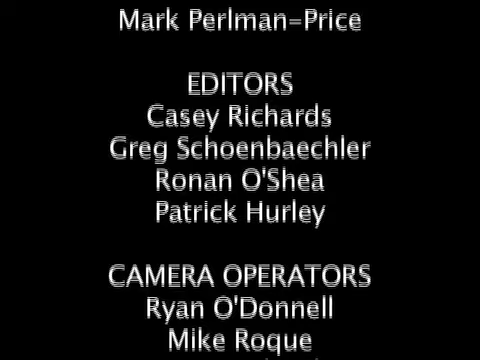 Mark Perlman-Price
EDITORS
Casey Richards
Greg Schoenbaechler
Ronan O'Shea
Patrick Hurley
CAMERA OPERATORS
Ryan O'Donnell
Mike Roque